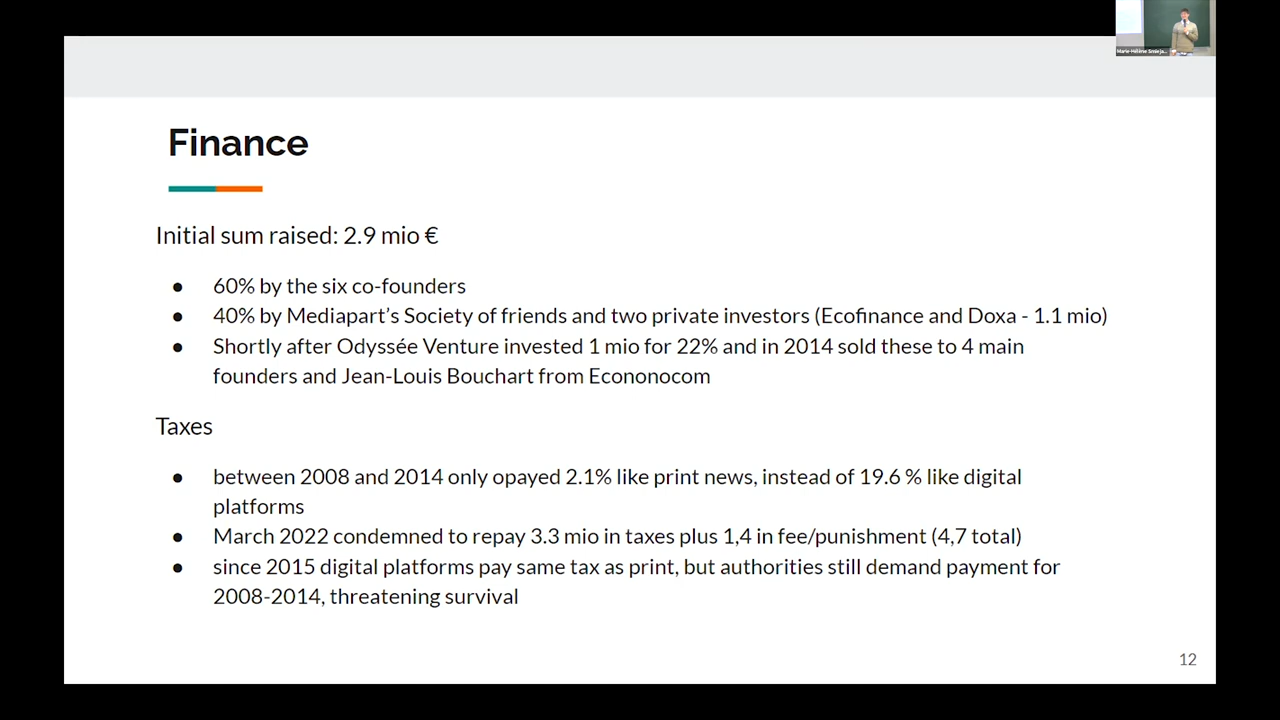 Marie-Hélène
Finance
Initial sum raised: 2.9 mio €
● 60% by the six co-founders
● 40% by Mediapart’s Society of friends and two private investors (Ecofinance and Doxa - 1.1 mio)
● Shortly after Odyssée Venture invested 1 mio for 22% and in 2014 sold these to 4 main
founders and Jean-Louis Bouchart from Econonocom
Taxes
● between 2008 and 2014 only opayed 2.1% like print news, instead of 19.6 % like digital
platforms
● March 2022 condemned to repay 3.3 mio in taxes plus 1,4 in fee/punishment (4,7 total)
● since 2015 digital platforms pay same tax as print, but authorities still demand payment for
2008-2014, threatening survival
12